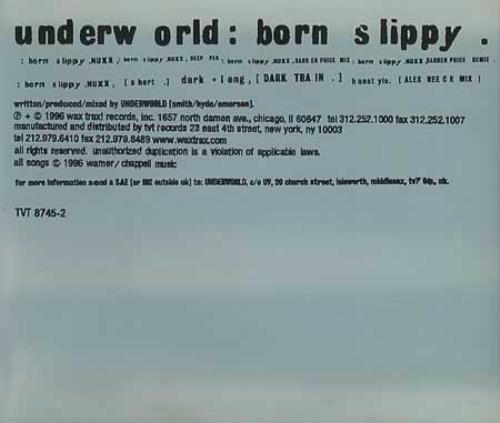 underw orld: born slippy .
: born slippy .NUXX / born slippy .NUXX, DEEP PAN. born slippy .NUXX, DARREN PRICE MIX ; born slippy .NUXX DARREN PRICE REMIX .
: born slippy .NUXX, [ short .] dark + long, [ DARK TRA IN . ] b anst yle. [ ALEX REE C E MIX ]
written/produced/mixed by UNDERWORLD [smith/hyde/emerson].
℗ + © 1996 wax trax! records, inc. 1657 north damen ave., chicago, il 60647 tel 312.252.1000 fax 312.252.1007
manufactured and distributed by tvt records 23 east 4th street, new york, ny 10003
tel 212.979.6410 fax 212.979.6489 www.waxtrax.com
all rights reserved. unauthorized duplication is a violation of applicable laws.
all songs © 1996 warner/ chappell music
for more information send a SAE [or IRC outside uk] to: UNDERWORLD, c/o UV, 20 church street, isleworth, middlesex, tw7 6dp, uk.
TVT 8745-2